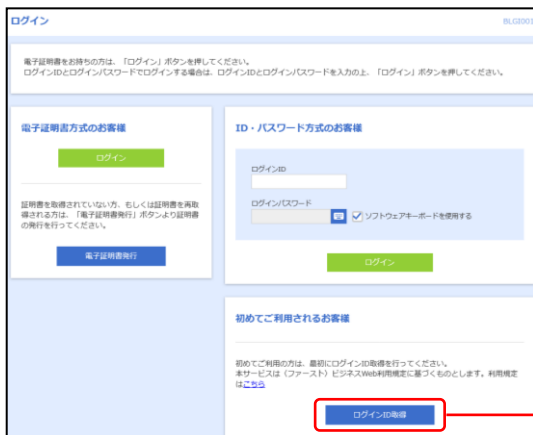 ログイン
BLGI001
電子証明書をお持ちの方は、「ログイン」ボタンを押してください。
ログインIDとログインパスワードでログインする場合は、ログインIDとログインパスワードを入力の上、「ログイン」ボタンを押してください。
電子証明書方式のお客様
ログイン
証明書を取得されていない方、もしくは証明書を再取
得される方は、「電子証明書発行」ボタンより証明書
の発行を行ってください。
電子証明書発行
ID・パスワード方式のお客様
ログインID
ログインパスワード
ソフトウェアキーボードを使用する
ログイン
初めてご利用されるお客様
初めてご利用の方は、最初にログインID取得を行ってください。
本サービスは〈ファースト〉ビジネスWeb利用規定に基づくものとします。利用規定
はこちら
ログインID取得